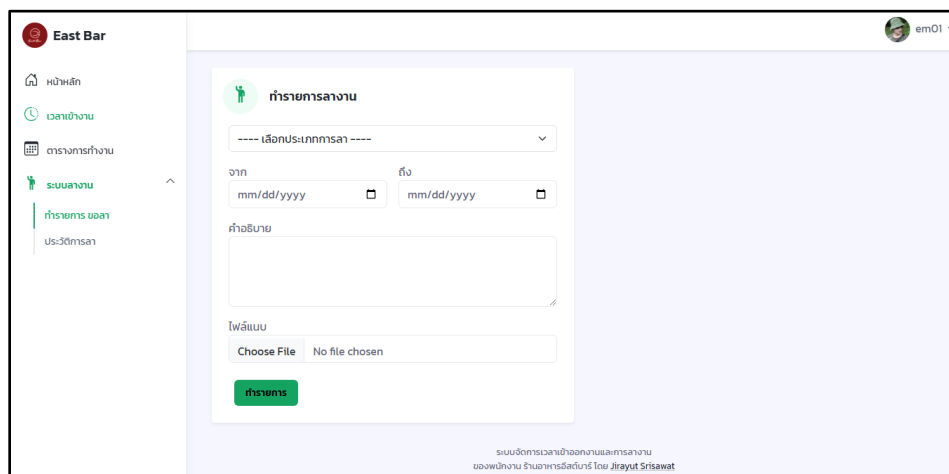 East Bar
em01
หน้าหลัก
เวลาเข้างาน
ตารางการทำงาน
ระบบลางาน
ทำรายการ ขอลา
ประวัติการลา
ทำรายการลางาน
---- เลือกประเภทการลา ----
จาก
ถึง
mm/dd/yyyy
mm/dd/yyyy
คำอธิบาย
ไฟล์แนบ
Choose File No file chosen
ทำรายการ
ระบบจัดการเวลาเข้าออกงานและการลางาน
ของพนักงาน ร้านอาหารอีสต์บาร์ โดย Jirayut Srisawat